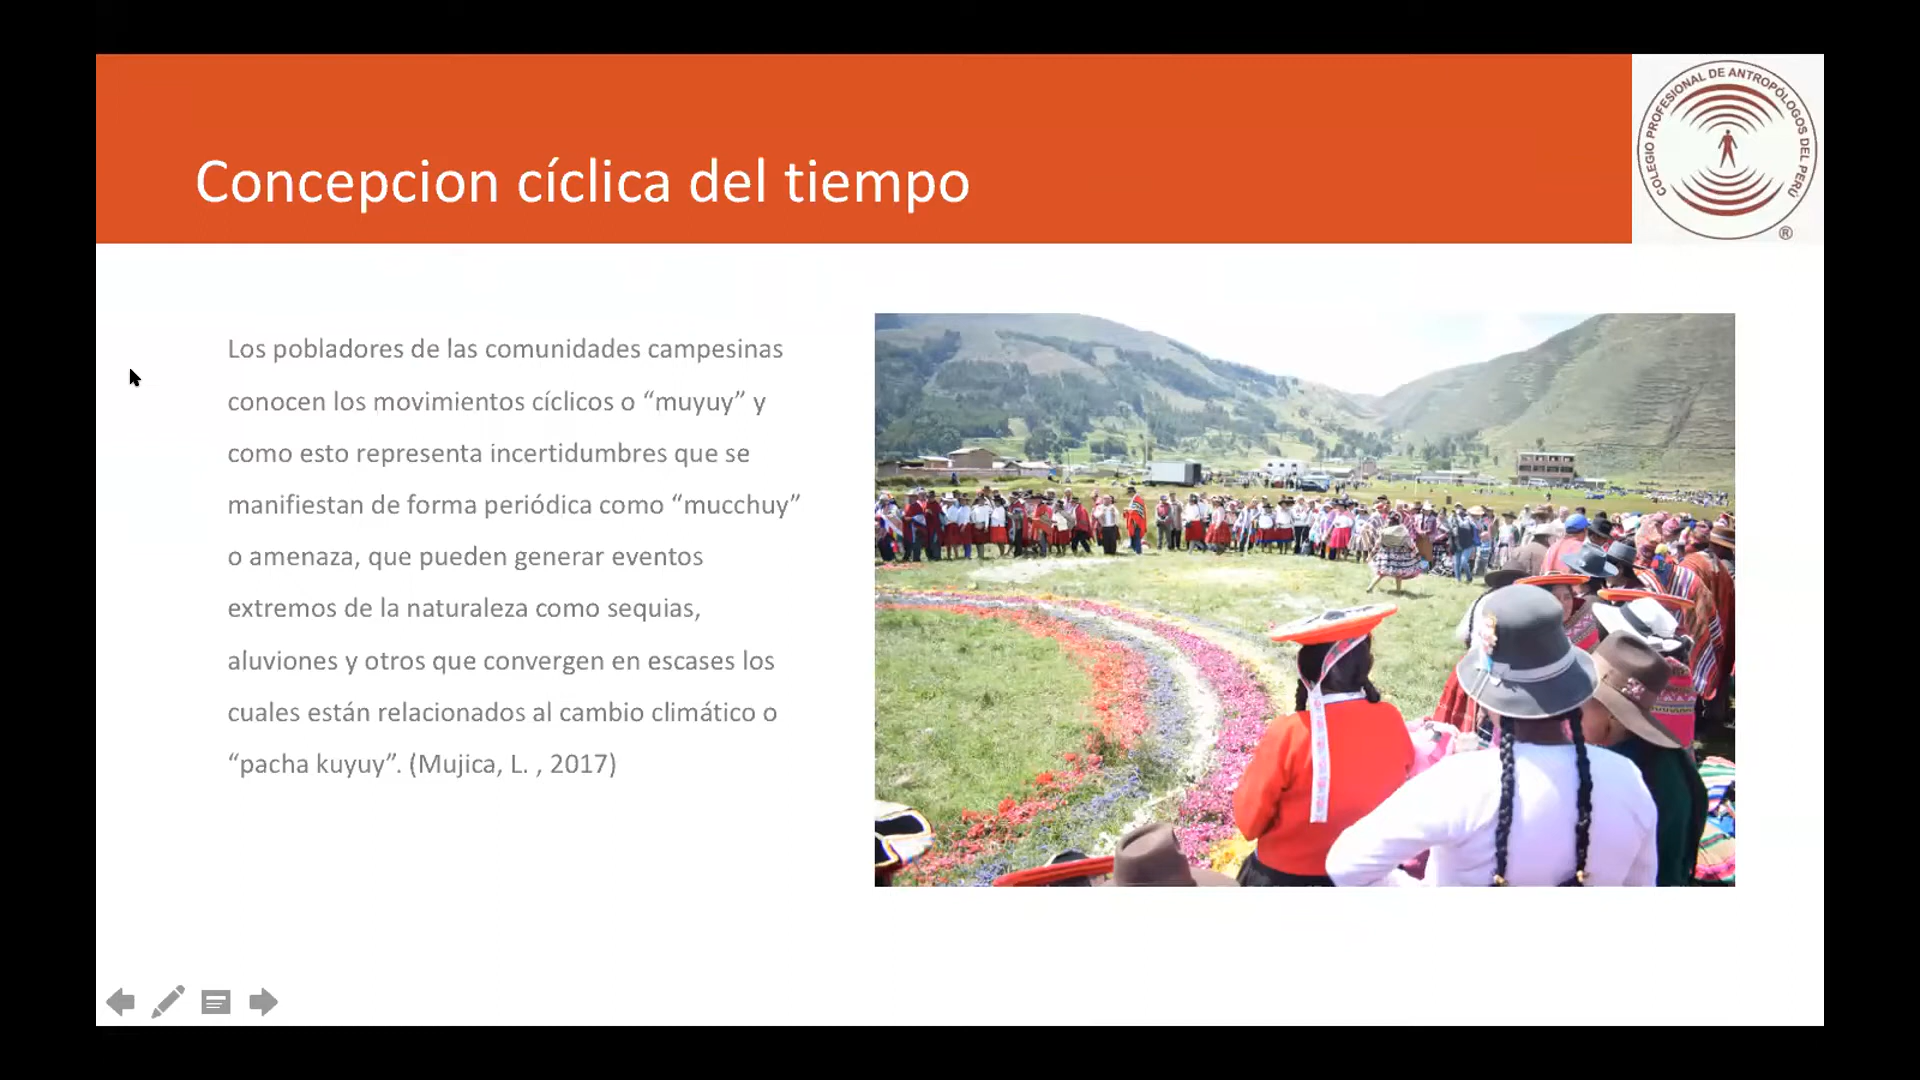 Concepcion cíclica del tiempo
COLEGIO PROFESIONAL DE ANTROPÓLOGOS DEL PERÚ
®
Los pobladores de las comunidades campesinas
conocen los movimientos cíclicos o “muyuy” y
como esto representa incertidumbres que se
manifiestan de forma periódica como “mucchuy”
o amenaza, que pueden generar eventos
extremos de la naturaleza como sequias,
aluviones y otros que convergen en escases los
cuales están relacionados al cambio climático o
“pacha kuyuy”. (Mujica, L. , 2017)